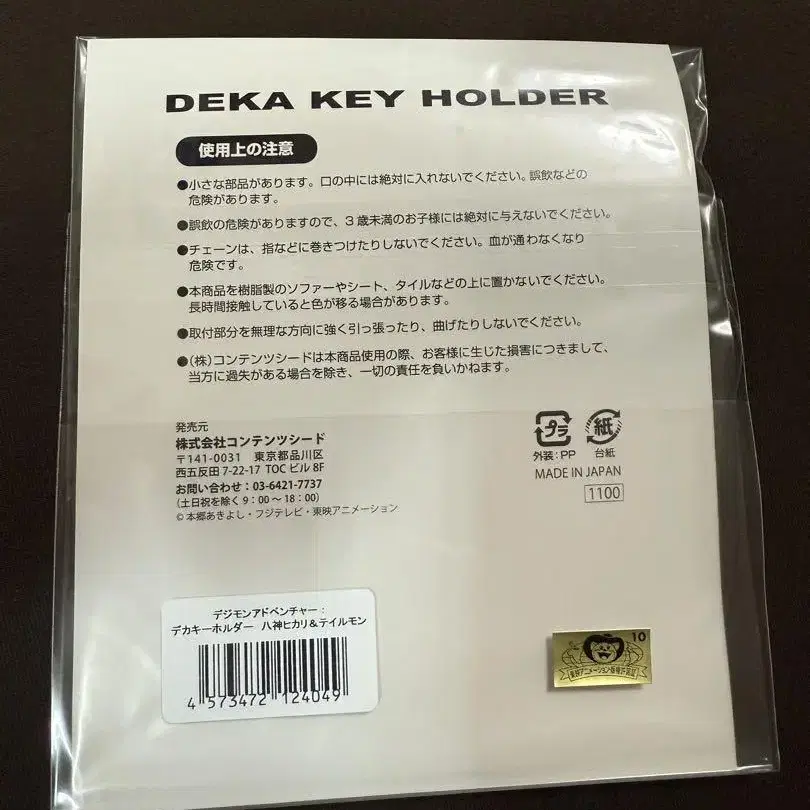 DEKA KEY HOLDER
使用上の注意
●小さな部品があります。口の中には絶対に入れないでください。誤飲などの
危険があります。
●誤飲の危険がありますので、3歳未満のお子様には絶対に与えないでください。
●チェーンは、指などに巻きつけたりしないでください。血が通わなくなり
危険です。
●本商品を樹脂製のソファーやシート、タイルなどの上に置かないでください。
長時間接触していると色が移る場合があります。
●取付部分を無理な方向に強く引っ張ったり、曲げたりしないでください。
●(株)コンテンツシードは本商品使用の際、お客様に生じた損害につきまして、
当方に過失がある場合を除き、一切の責任を負いかねます。
発売元
株式会社コンテンツシード
〒141-0031 東京都品川区
西五反田7-22-17 TOCビル8F
お問い合わせ:03-6421-7737
(土日祝を除く9:00〜18:00)
©本郷あきよし・フジテレビ・東映アニメーション
プラ
外装:PP
紙
台紙
MADE IN JAPAN
1100
デジモンアドベンチャー:
デカキーホルダー 八神ヒカリ&テイルモン
4 573472 124049
10
東映アニメーション版権許諾証